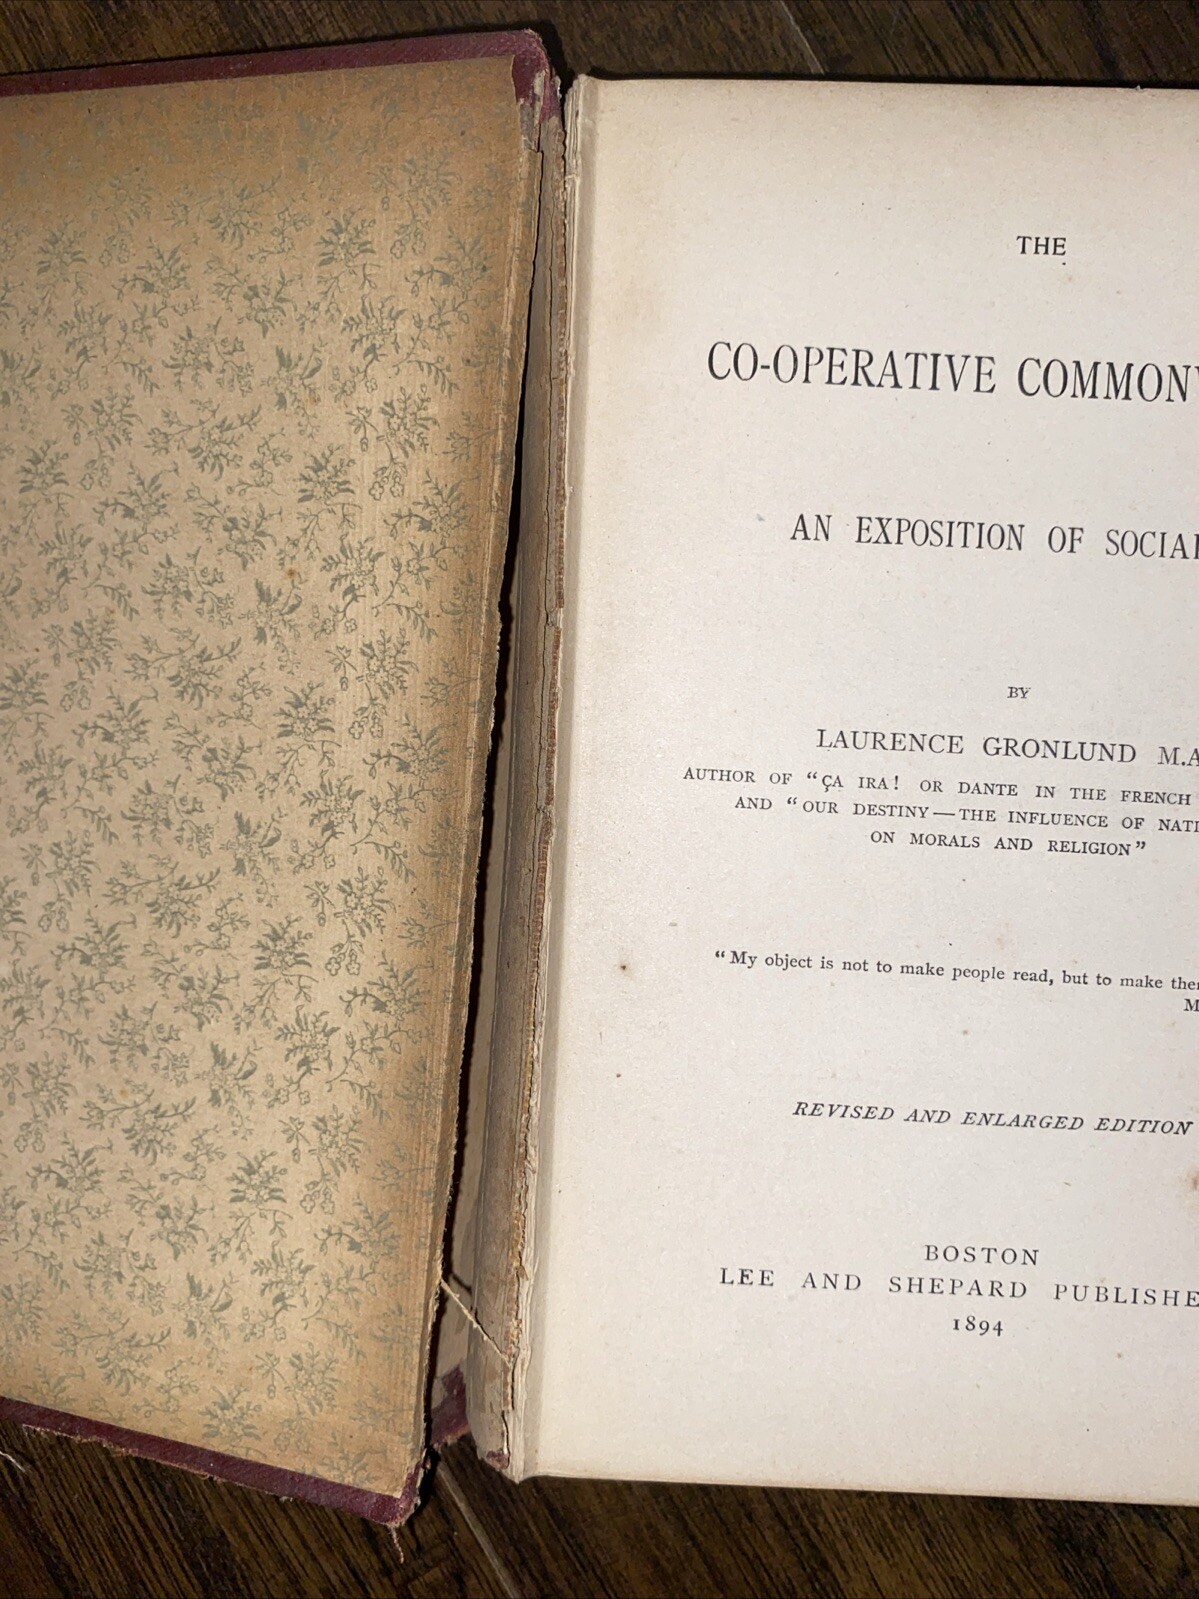 THE
CO-OPERATIVE COMMON
AN EXPOSITION OF SOCIAL
BY
LAURENCE GRONLUND M.A
AUTHOR OF “ÇA IRA! OR DANTE IN THE FRENCH
AND “OUR DESTINY—THE INFLUENCE OF NATI
ON MORALS AND RELIGION”
“My object is not to make people read, but to make the
M
REVISED AND ENLARGED EDITION
BOSTON
LEE AND SHEPARD PUBLISHE
1894